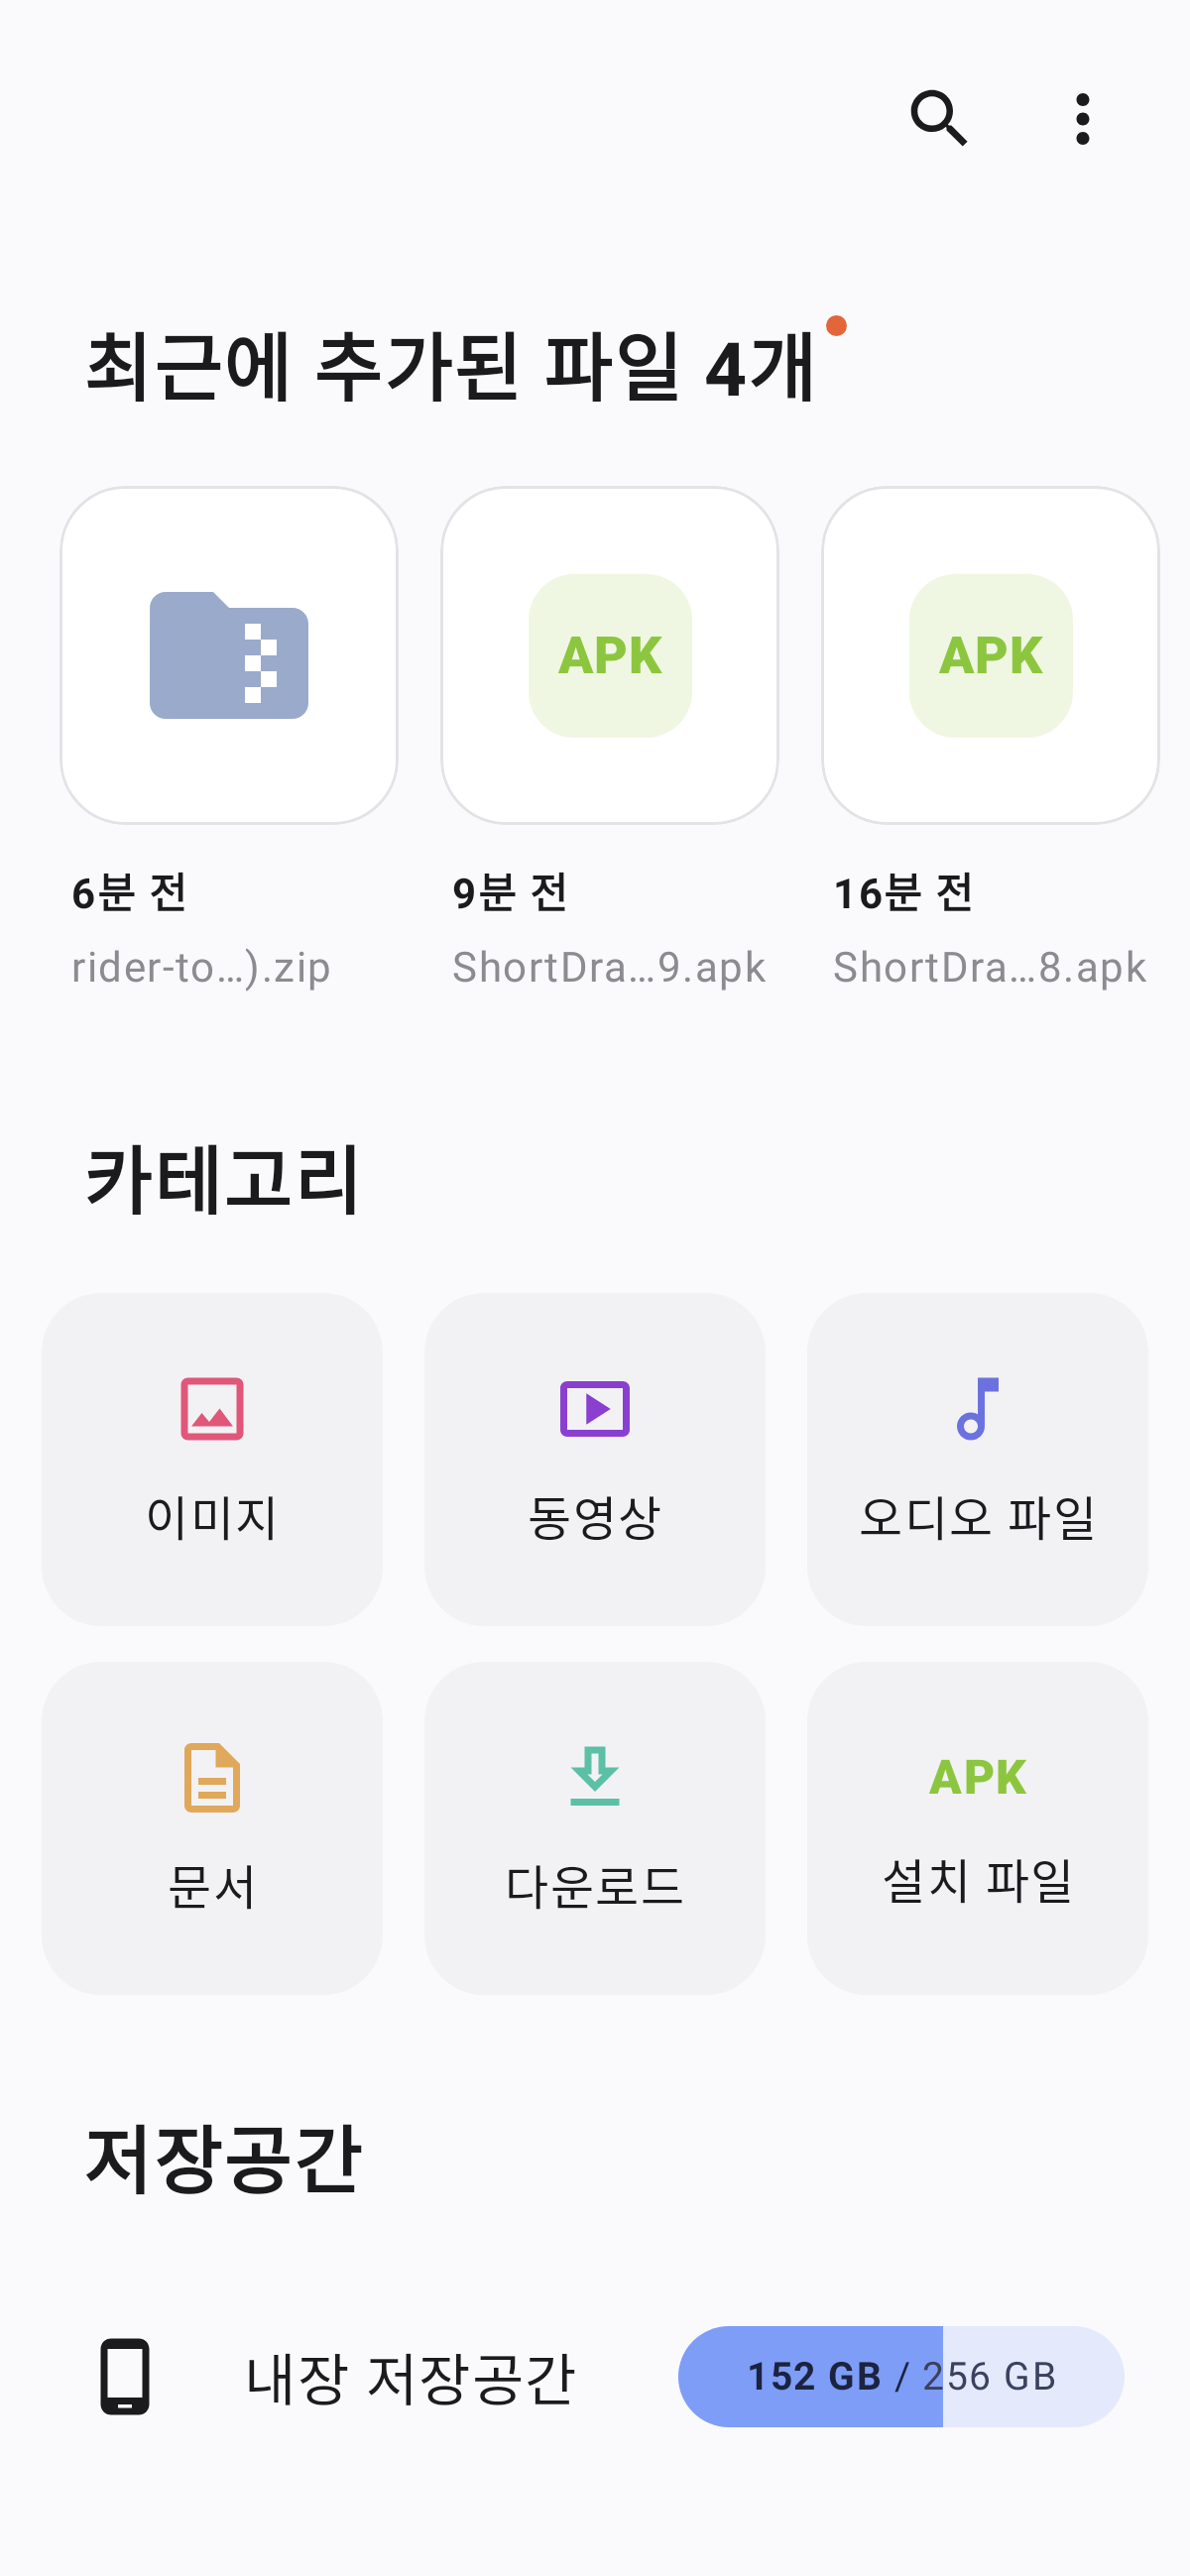 최근에 추가된 파일 4개
APK
APK
6분 전
9분 전
16분 전
rider-to...).zip
ShortDra...9.apk
ShortDra...8.apk
카테고리
이미지
동영상
오디오 파일
APK
문서
다운로드
설치 파일
저장공간
내장 저장공간
152 GB / 256 GB